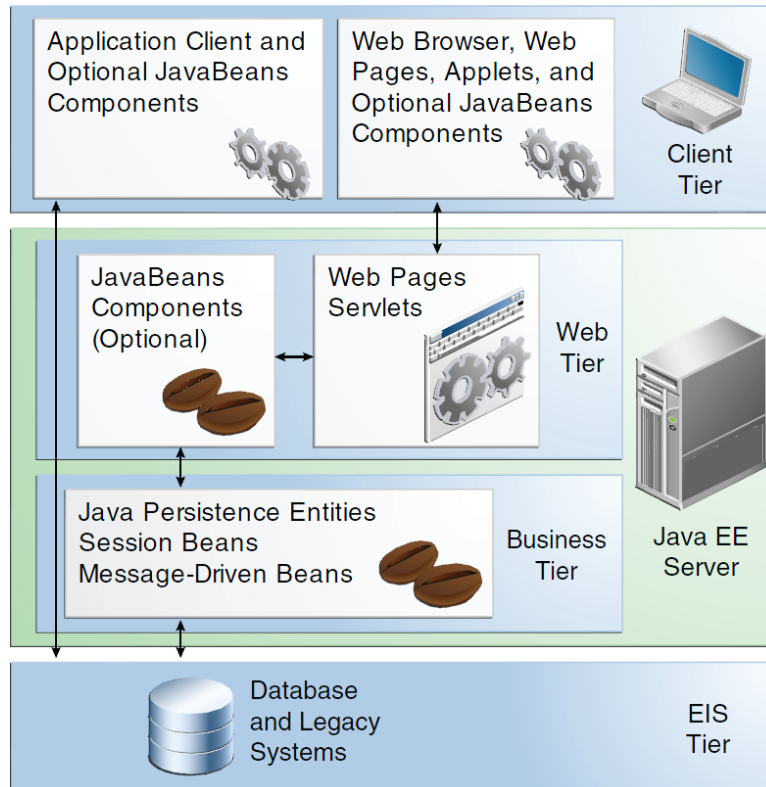 Application Client and
Optional JavaBeans
Components
Web Browser, Web
Pages, Applets, and
Optional JavaBeans
Components
Client
Tier
JavaBeans
Components
(Optional)
Web Pages
Servlets
Web
Tier
Java Persistence Entities
Session Beans
Message-Driven Beans
Business
Tier
Java EE
Server
Database
and Legacy
Systems
EIS
Tier